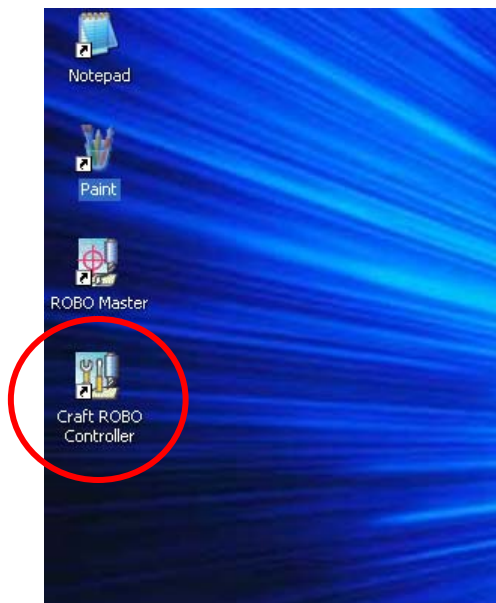 Notepad
Paint
ROBO Master
Craft ROBO
Controller